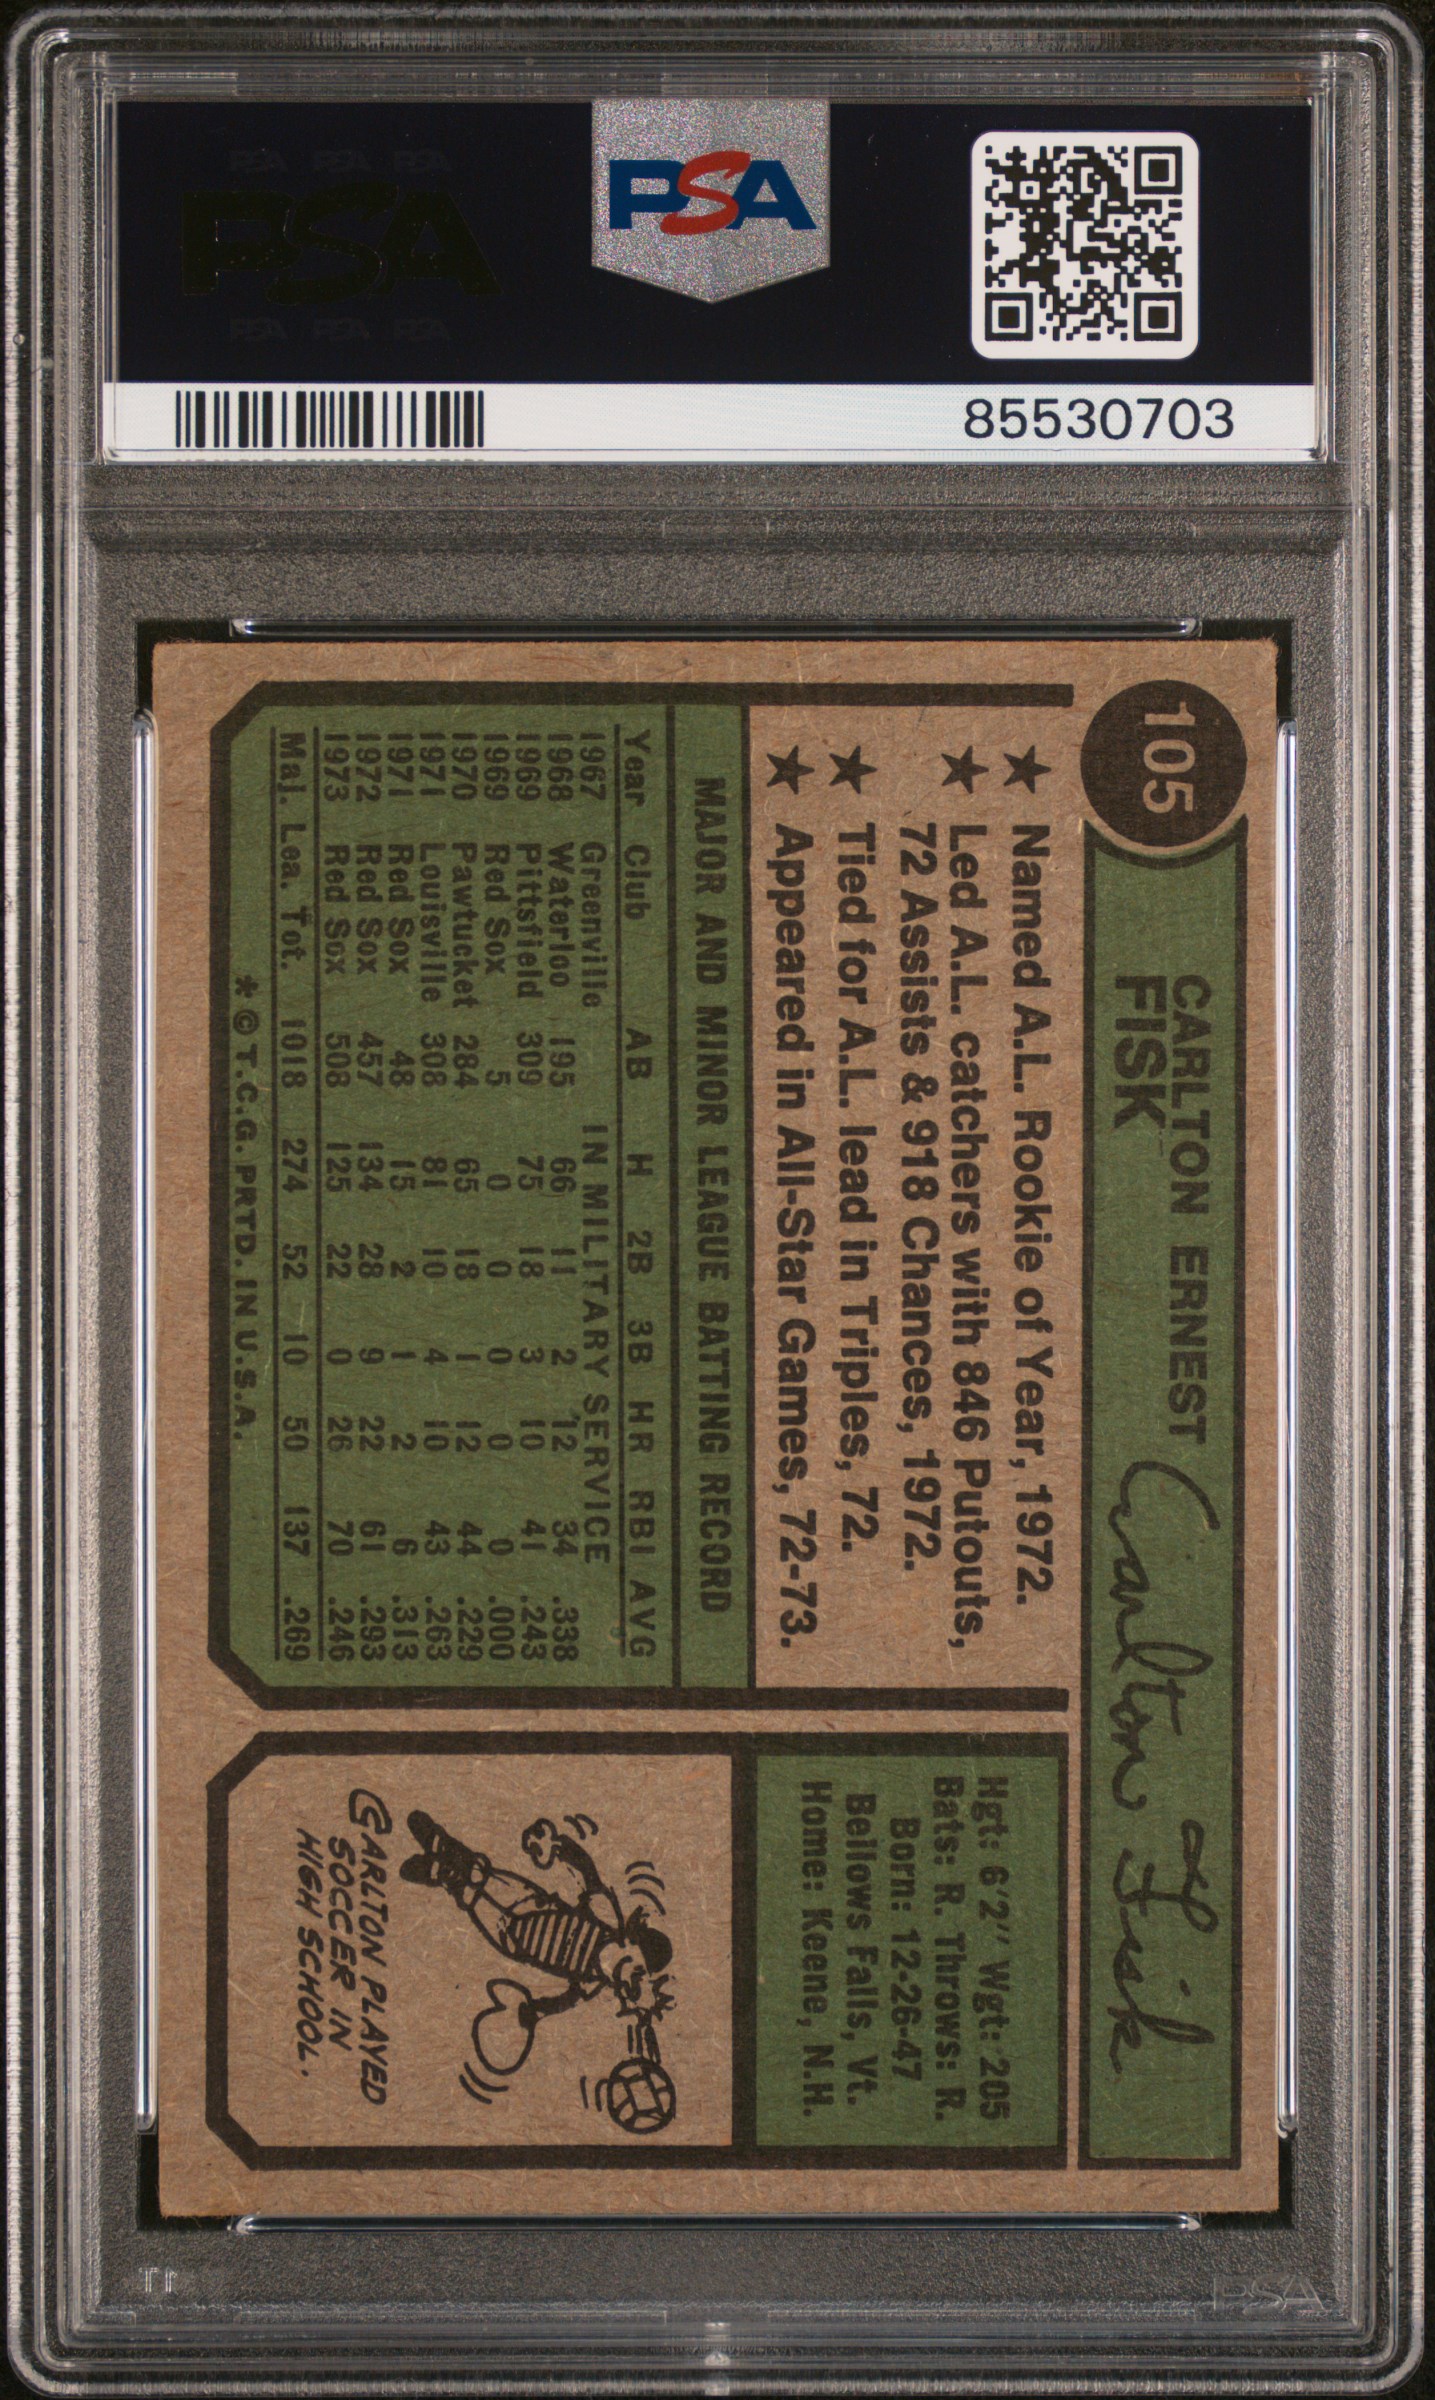 PSA
PSA
85530703
105
CARLTON ERNEST
FISK
Carlton Fisk
★ Named A.L. Rookie of Year, 1972.
★ Led A.L. catchers with 846 Putouts,
72 Assists & 918 Chances, 1972.
★ Tied for A.L. lead in Triples, 72.
★ Appeared in All-Star Games, 72-73.
MAJOR AND MINOR LEAGUE BATTING RECORD
Year Club AB H 2B 3B HR RBI AVG
1967 Greenville IN MILITARY SERVICE
1968 Waterloo 195 66 11 2 12 34 .338
1969 Pittsfield 309 75 18 3 10 41 .243
1969 Red Sox 5 0 0 0 0 0 .000
1970 Pawtucket 284 65 18 1 12 44 .229
1971 Louisville 308 81 10 4 10 43 .263
1971 Red Sox 48 15 2 1 2 6 .313
1972 Red Sox 457 134 28 9 22 61 .293
1973 Red Sox 508 125 22 0 26 70 .246
Maj. Lea. Tot. 1018 274 52 10 50 137 .269
* © T.C.G. PRTD. IN U.S.A.
Hgt: 6'2" Wgt: 205
Bats: R. Throws: R.
Born: 12-26-47
Bellows Falls, Vt.
Home: Keene, N.H.
CARLTON PLAYED
SOCCER IN
HIGH SCHOOL.
PSA